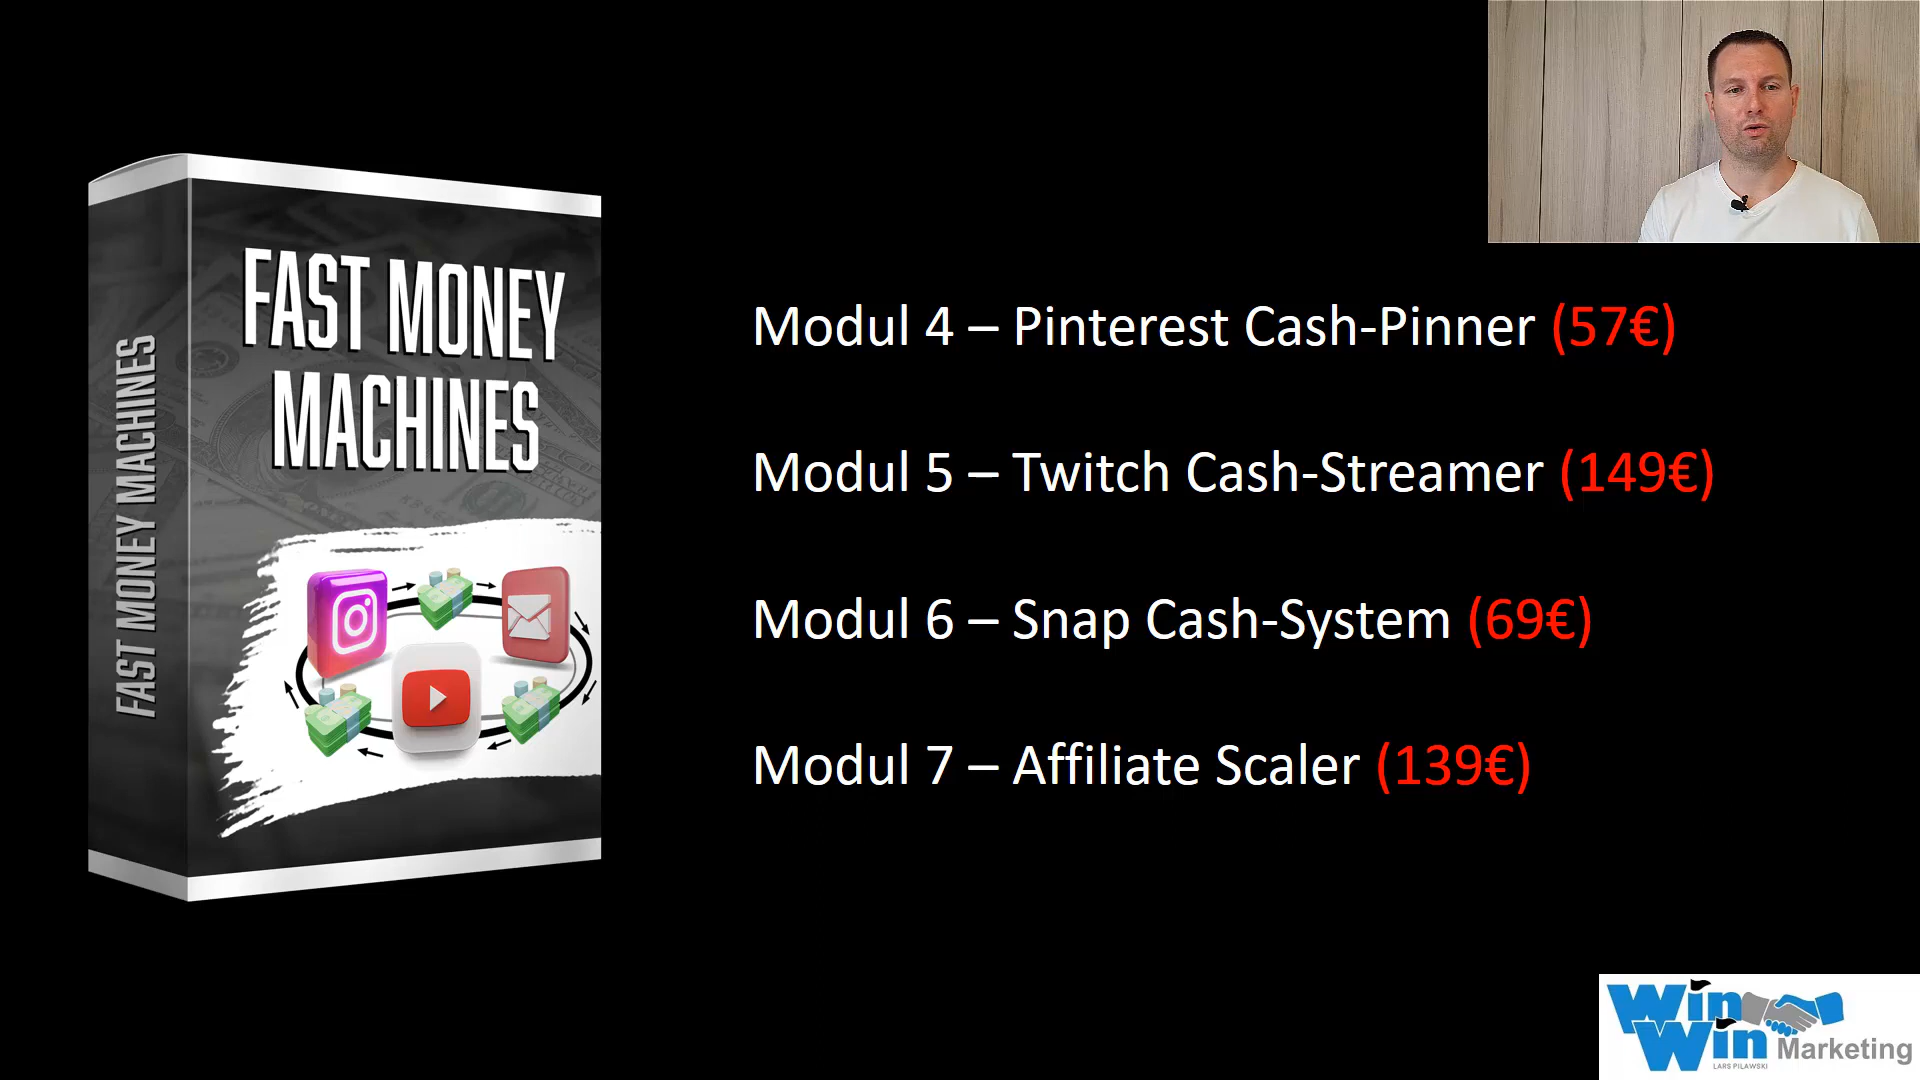 FAST MONEY
MACHINES
FAST MONEY MACHINES
Modul 4 – Pinterest Cash-Pinner (57€)
Modul 5 – Twitch Cash-Streamer (149€)
Modul 6 – Snap Cash-System (69€)
Modul 7 – Affiliate Scaler (139€)
Win
Win Marketing
LARS PILAWSKI